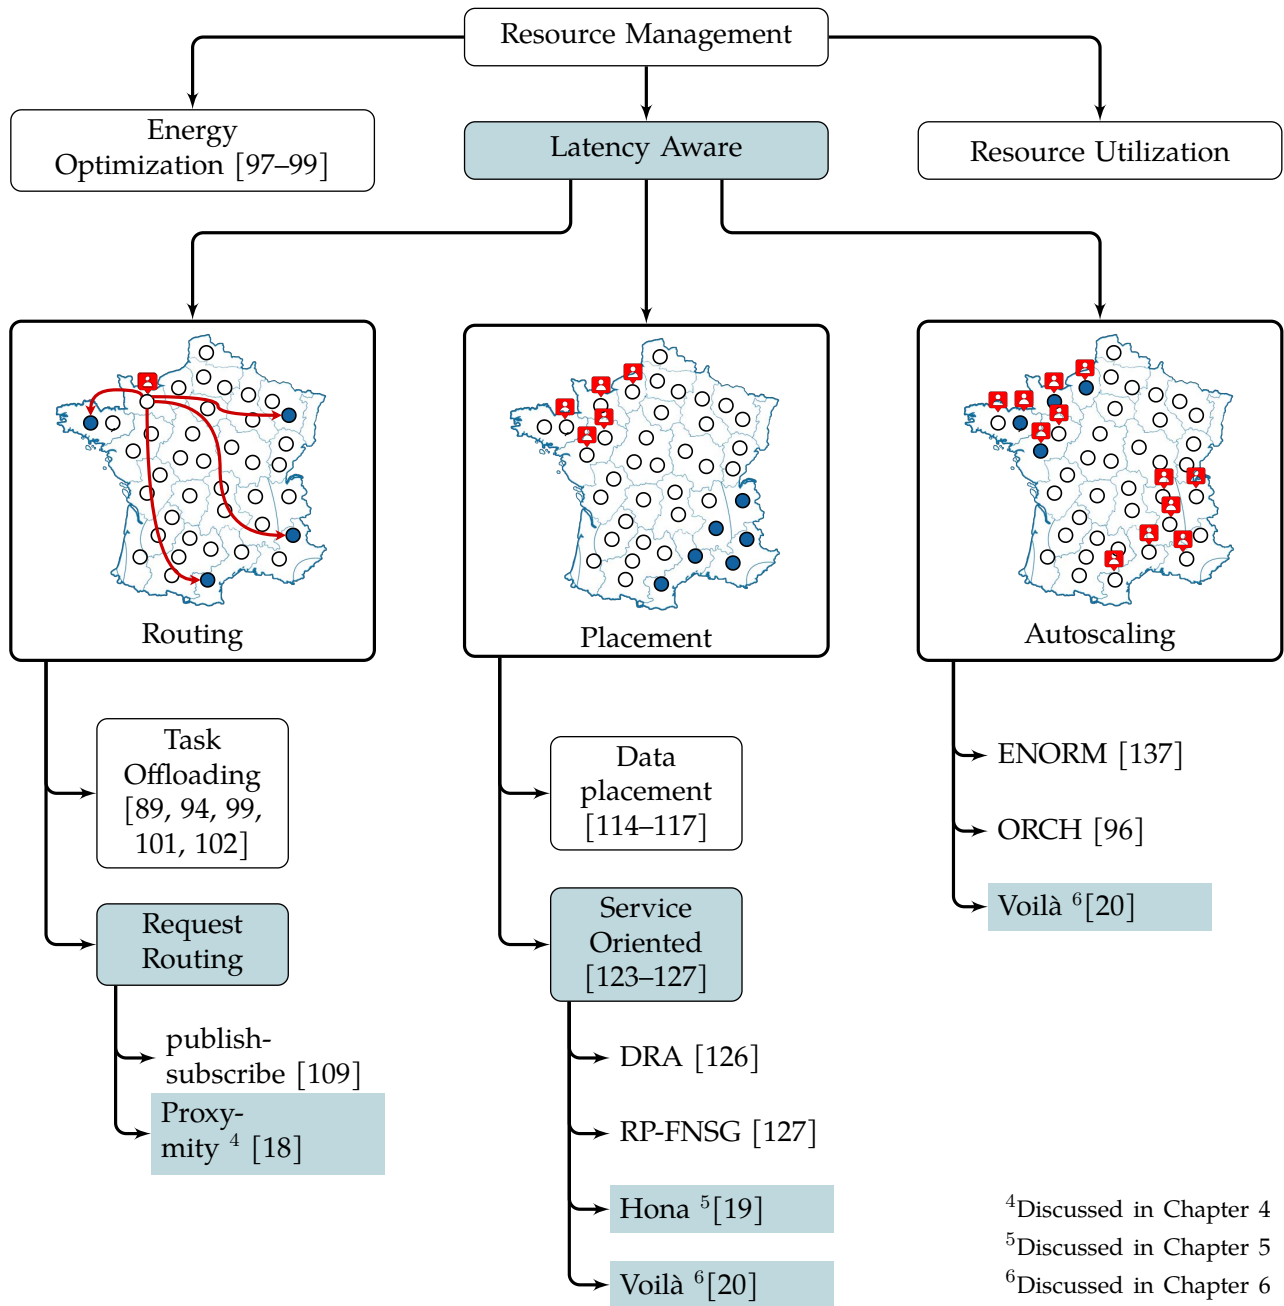 Resource Management
Energy
Optimization [97–99]
Latency Aware
Resource Utilization
Routing
Placement
Autoscaling
Task
Offloading
[89, 94, 99,
101, 102]
Request
Routing
publish-
subscribe [109]
Proxy-
mity ⁴ [18]
Data
placement
[114–117]
Service
Oriented
[123–127]
DRA [126]
RP-FNSG [127]
Hona ⁵[19]
Voilà ⁶[20]
ENORM [137]
ORCH [96]
Voilà ⁶[20]
⁴Discussed in Chapter 4
⁵Discussed in Chapter 5
⁶Discussed in Chapter 6